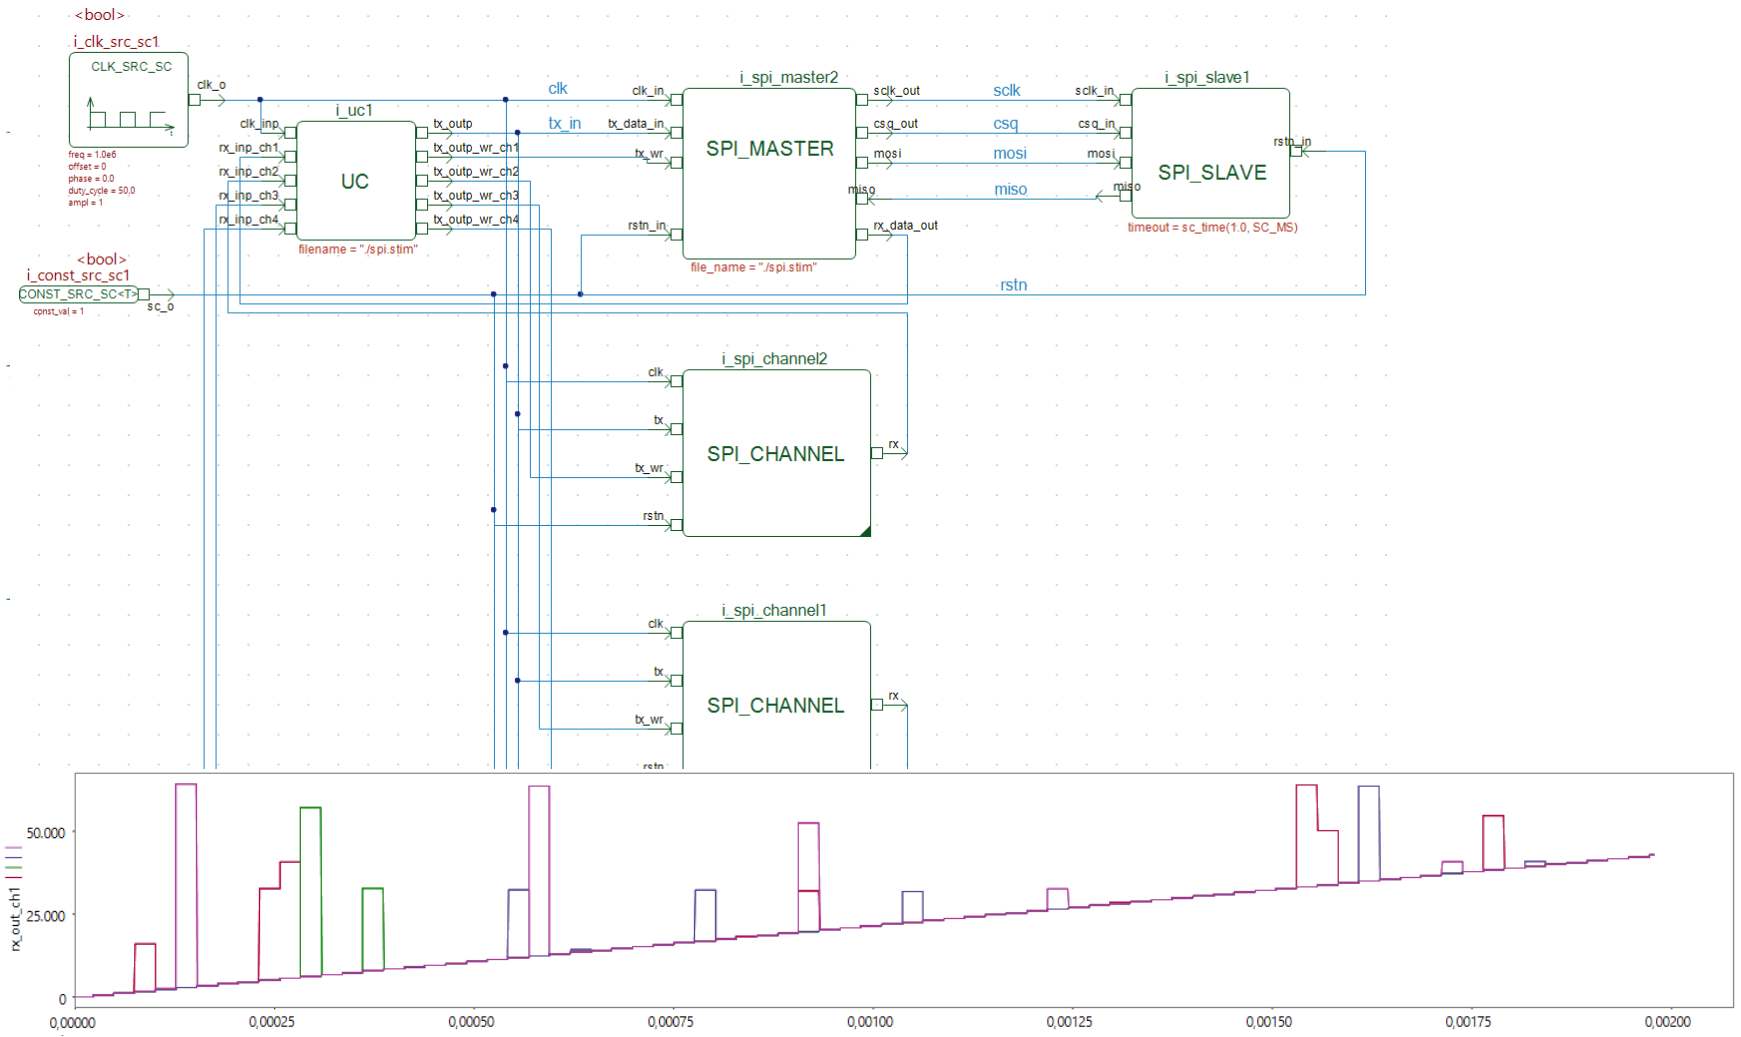 <bool>
i_clk_src_sc1
CLK_SRC_SC
t
clk_o
freq = 1.0e6
offset = 0
phase = 0.0
duty_cycle = 50.0
ampl = 1
i_uc1
clk_inp
rx_inp_ch1
rx_inp_ch2
rx_inp_ch3
rx_inp_ch4
UC
tx_outp
tx_outp_wr_ch1
tx_outp_wr_ch2
tx_outp_wr_ch3
tx_outp_wr_ch4
filename = "./spi.stim"
clk
tx_in
i_spi_master2
clk_in
tx_data_in
tx_wr
rstn_in
SPI_MASTER
sclk_out
csq_out
mosi
miso
rx_data_out
file_name = "./spi.stim"
sclk
csq
mosi
miso
i_spi_slave1
sclk_in
csq_in
mosi
miso
rstn_in
SPI_SLAVE
timeout = sc_time(1.0, SC_MS)
<bool>
i_const_src_sc1
CONST_SRC_SC<T>
sc_o
const_val = 1
rstn
i_spi_channel2
clk
tx
tx_wr
rstn
SPI_CHANNEL
rx
i_spi_channel1
clk
tx
tx_wr
rstn
SPI_CHANNEL
rx
rx_out_ch1
50.000
25.000
0
0,00000
0,00025
0,00050
0,00075
0,00100
0,00125
0,00150
0,00175
0,00200